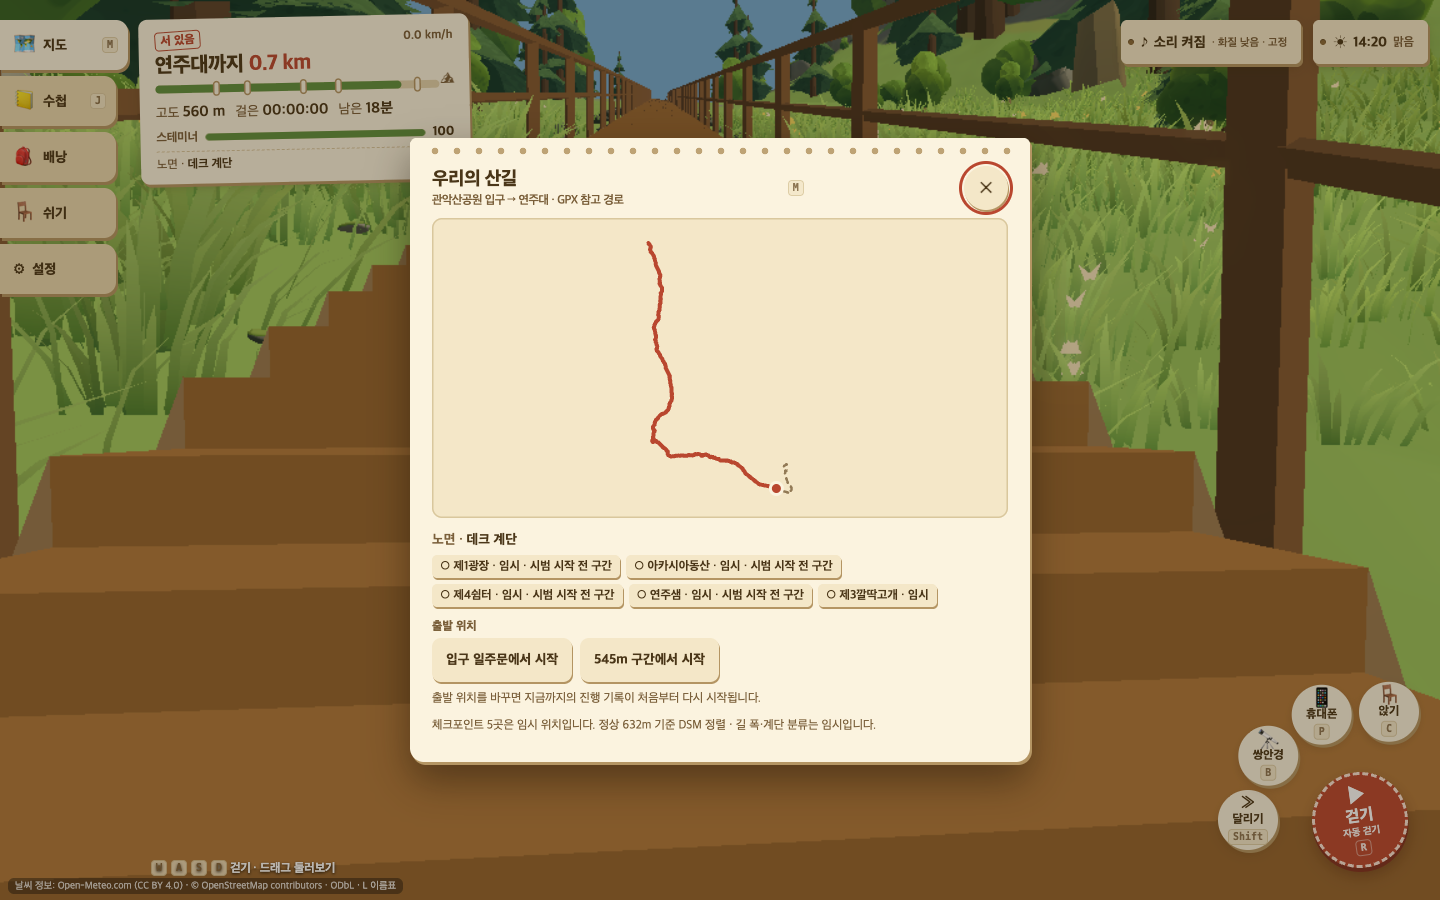 지도 M
수첩 J
배낭
쉬기
설정
서 있음
0.0 km/h
연주대까지 0.7 km
고도 560 m 걸은 00:00:00 남은 18분
스테미너 100
노면 · 데크 계단
♪ 소리 켜짐 · 화질 낮음 · 고정
☀ 14:20 맑음
우리의 산길
M
×
관악산공원 입구 → 연주대 · GPX 참고 경로
노면 · 데크 계단
○ 제1광장 · 임시 · 시범 시작 전 구간
○ 아카시아동산 · 임시 · 시범 시작 전 구간
○ 제4쉼터 · 임시 · 시범 시작 전 구간
○ 연주샘 · 임시 · 시범 시작 전 구간
○ 제3깔딱고개 · 임시
출발 위치
입구 일주문에서 시작
545m 구간에서 시작
출발 위치를 바꾸면 지금까지의 진행 기록이 처음부터 다시 시작됩니다.
체크포인트 5곳은 임시 위치입니다. 정상 632m 기준 DSM 정렬 · 길 폭·계단 분류는 임시입니다.
휴대폰
P
앉기
C
쌍안경
B
달리기
Shift
걷기
자동 걷기
R
W A S D 걷기 · 드래그 둘러보기
날씨 정보: Open-Meteo.com (CC BY 4.0) · © OpenStreetMap contributors · ODbL · L 이름표